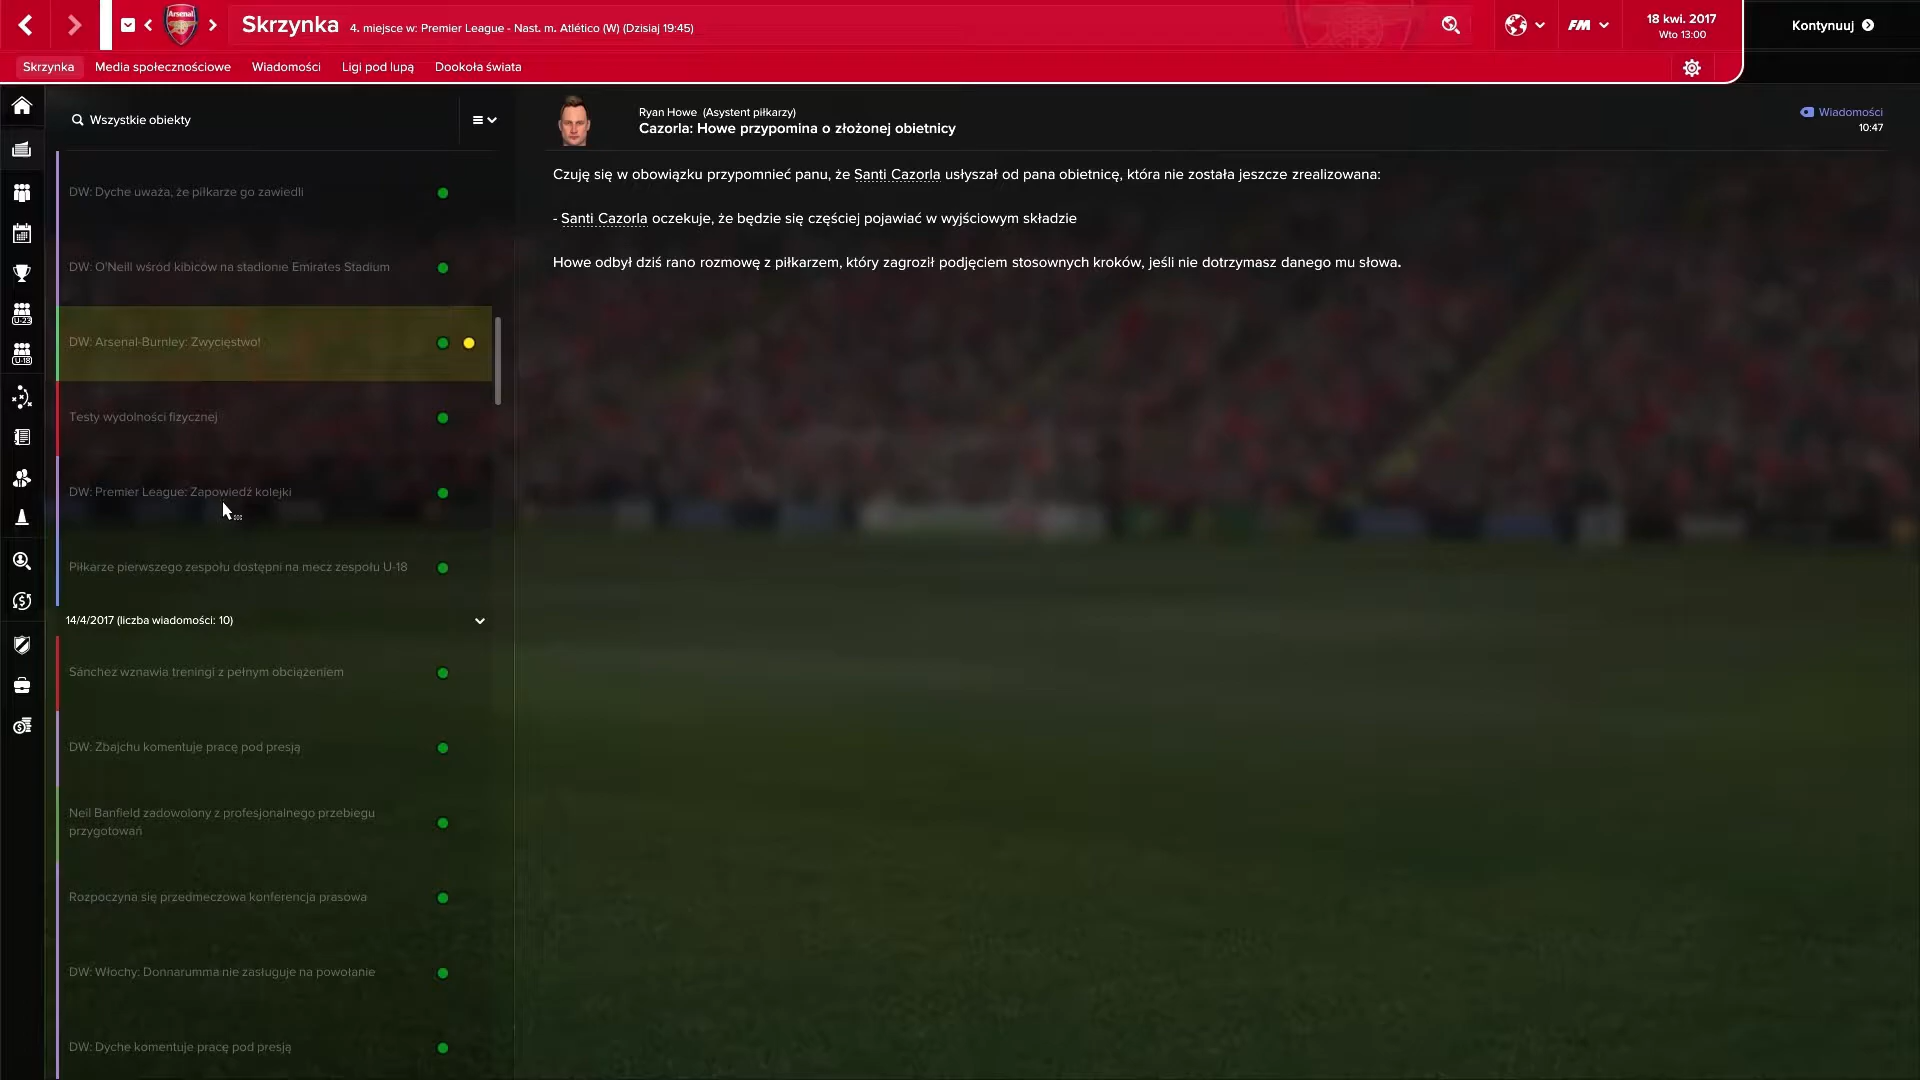 Skrzynka
4. miejsce w: Premier League - Nast. m. Atlético (W) (Dzisiaj 19:45)
FM
18 kwi. 2017
Wto 13:00
Kontynuuj
Skrzynka
Media społecznościowe
Wiadomości
Ligi pod lupą
Dookoła świata
Wszystkie obiekty
DW: Dyche uważa, że piłkarze go zawiedli
DW: O'Neill wśród kibiców na stadionie Emirates Stadium
DW: Arsenal-Burnley: Zwycięstwo!
Testy wydolności fizycznej
DW: Premier League: Zapowiedź kolejki
Piłkarze pierwszego zespołu dostępni na mecz zespołu U-18
14/4/2017 (liczba wiadomości: 10)
Sánchez wznawia treningi z pełnym obciążeniem
DW: Zbajchu komentuje pracę pod presją
Neil Banfield zadowolony z profesjonalnego przebiegu
przygotowań
Rozpoczyna się przedmeczowa konferencja prasowa
DW: Włochy: Donnarumma nie zasługuje na powołanie
DW: Dyche komentuje pracę pod presją
Ryan Howe (Asystent piłkarzy)
Cazorla: Howe przypomina o złożonej obietnicy
Wiadomości
10:47
Czuję się w obowiązku przypomnieć panu, że Santi Cazorla usłyszał od pana obietnicę, która nie została jeszcze zrealizowana:
- Santi Cazorla oczekuje, że będzie się częściej pojawiać w wyjściowym składzie
Howe odbył dziś rano rozmowę z piłkarzem, który zagroził podjęciem stosownych kroków, jeśli nie dotrzymasz danego mu słowa.
Arsenal
U-23
U-18